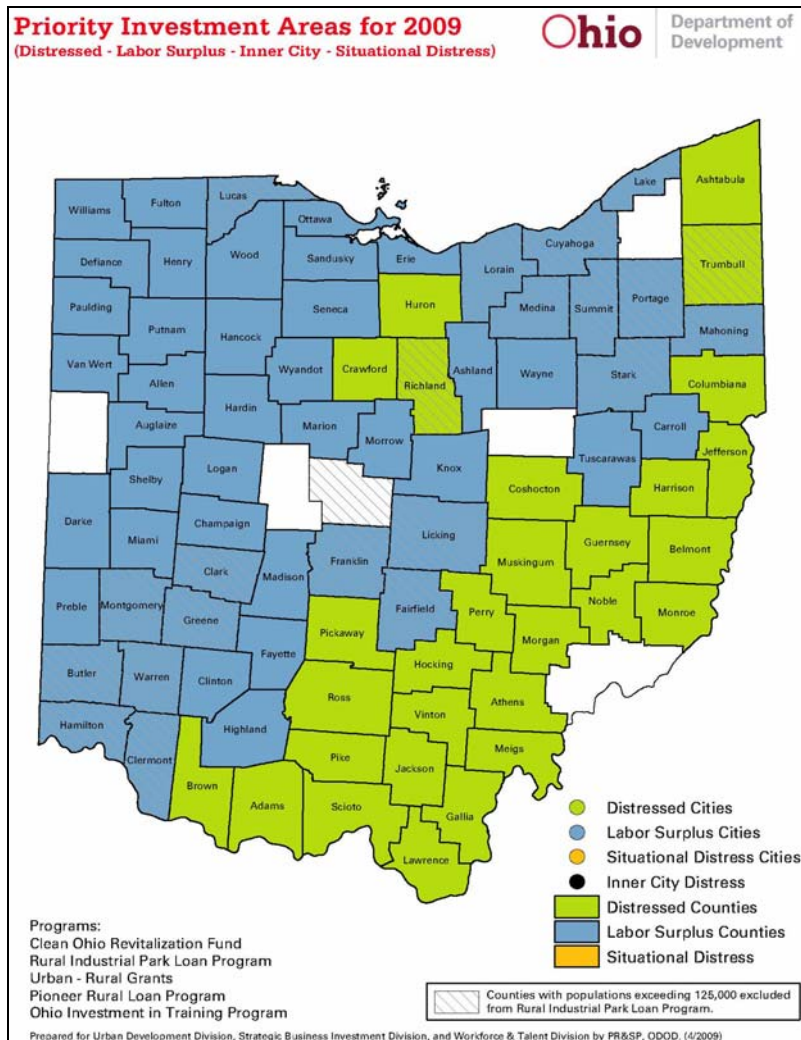 Priority Investment Areas for 2009
(Distressed - Labor Surplus - Inner City - Situational Distress)
Ohio
Department of
Development
Williams
Fulton
Lucas
Ottawa
Lake
Ashtabula
Defiance
Henry
Wood
Sandusky
Erie
Lorain
Cuyahoga
Trumbull
Paulding
Putnam
Hancock
Seneca
Huron
Medina
Summit
Portage
Mahoning
Van Wert
Allen
Wyandot
Crawford
Richland
Ashland
Wayne
Stark
Columbiana
Auglaize
Hardin
Marion
Morrow
Knox
Tuscarawas
Carroll
Jefferson
Shelby
Logan
Coshocton
Harrison
Darke
Miami
Champaign
Licking
Guernsey
Belmont
Clark
Madison
Franklin
Muskingum
Preble
Montgomery
Greene
Fairfield
Perry
Noble
Monroe
Fayette
Pickaway
Morgan
Butler
Warren
Clinton
Hocking
Ross
Athens
Hamilton
Clermont
Highland
Vinton
Meigs
Brown
Adams
Pike
Jackson
Scioto
Gallia
Lawrence
Distressed Cities
Labor Surplus Cities
Situational Distress Cities
Inner City Distress
Distressed Counties
Labor Surplus Counties
Situational Distress
Programs:
Clean Ohio Revitalization Fund
Rural Industrial Park Loan Program
Urban - Rural Grants
Pioneer Rural Loan Program
Ohio Investment in Training Program
Counties with populations exceeding 125,000 excluded
from Rural Industrial Park Loan Program.
Prepared for Urban Development Division, Strategic Business Investment Division, and Workforce & Talent Division by PR&SP, ODOD. (4/2009)